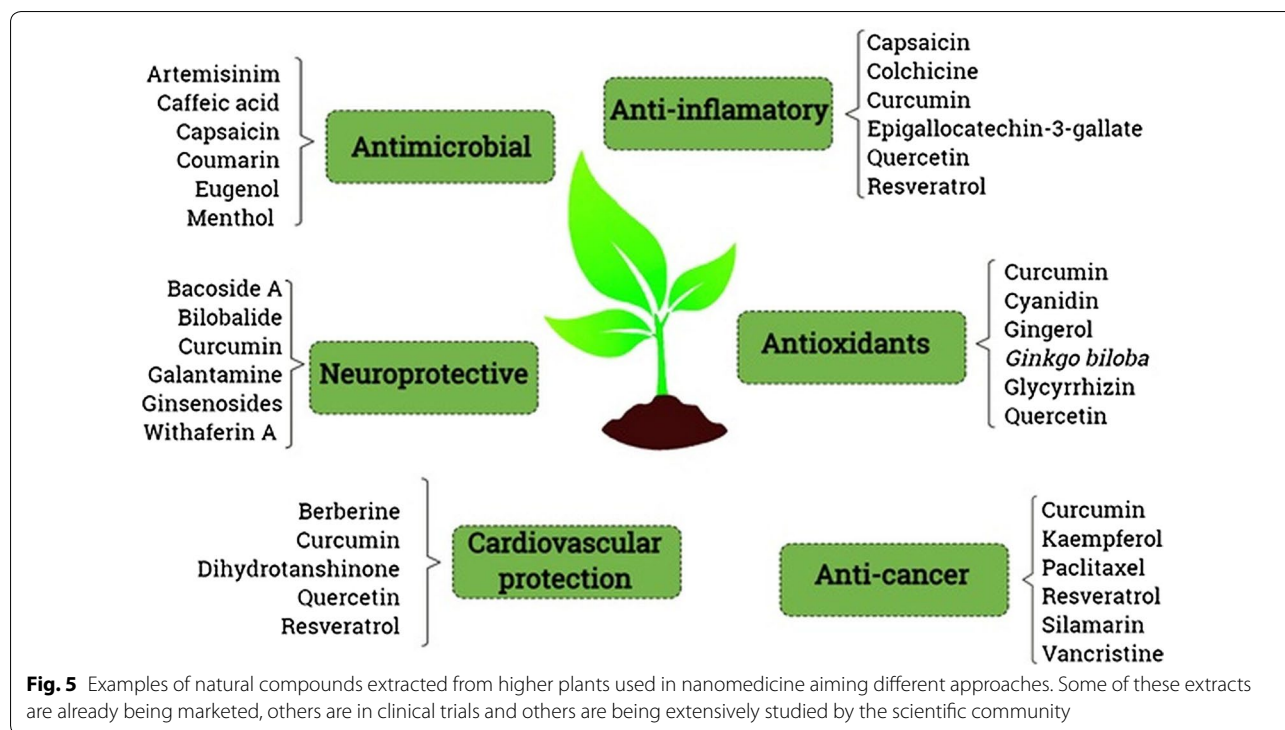 Artemisinim
Caffeic acid
Capsaicin
Coumarin
Eugenol
Menthol
Antimicrobial
Anti-inflamatory
Capsaicin
Colchicine
Curcumin
Epigallocatechin-3-gallate
Quercetin
Resveratrol
Bacoside A
Bilobalide
Curcumin
Galantamine
Ginsenosides
Withaferin A
Neuroprotective
Antioxidants
Curcumin
Cyanidin
Gingerol
Ginkgo biloba
Glycyrrhizin
Quercetin
Berberine
Curcumin
Dihydrotanshinone
Quercetin
Resveratrol
Cardiovascular
protection
Anti-cancer
Curcumin
Kaempferol
Paclitaxel
Resveratrol
Silamarin
Vancristine
Fig. 5 Examples of natural compounds extracted from higher plants used in nanomedicine aiming different approaches. Some of these extracts
are already being marketed, others are in clinical trials and others are being extensively studied by the scientific community